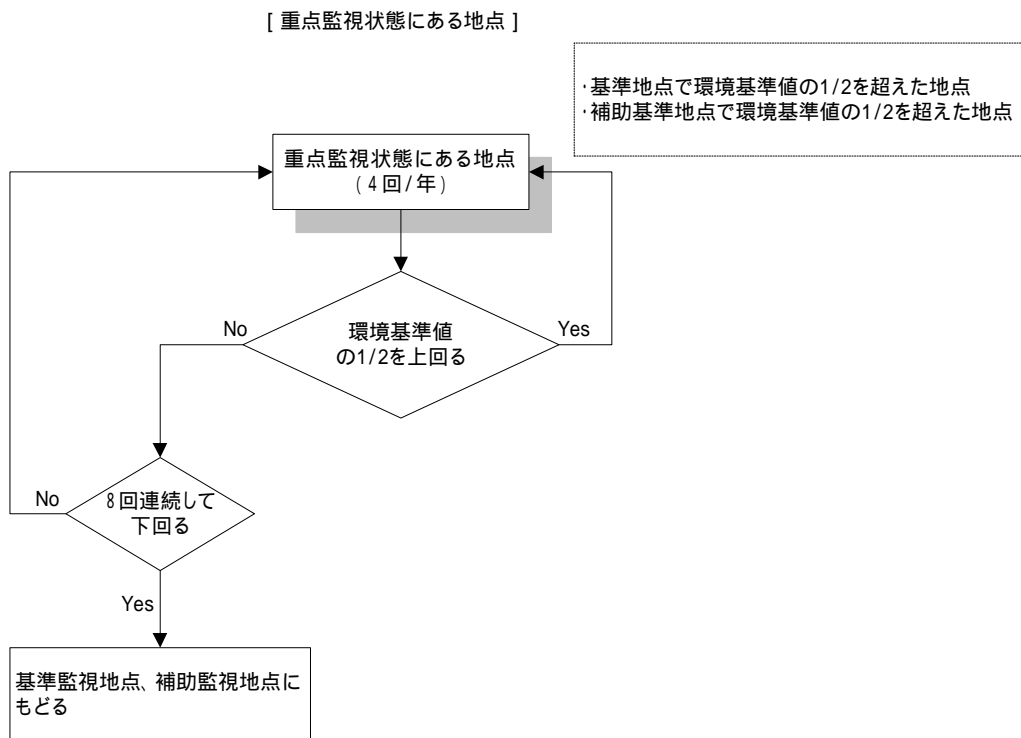 [ 重点監視状態にある地点 ]
・基準地点で環境基準値の1/2を超えた地点
・補助基準地点で環境基準値の1/2を超えた地点
重点監視状態にある地点
( 4回/年)
環境基準値
の1/2を上回る
No
Yes
8回連続して
下回る
No
Yes
基準監視地点、補助監視地点に
もどる